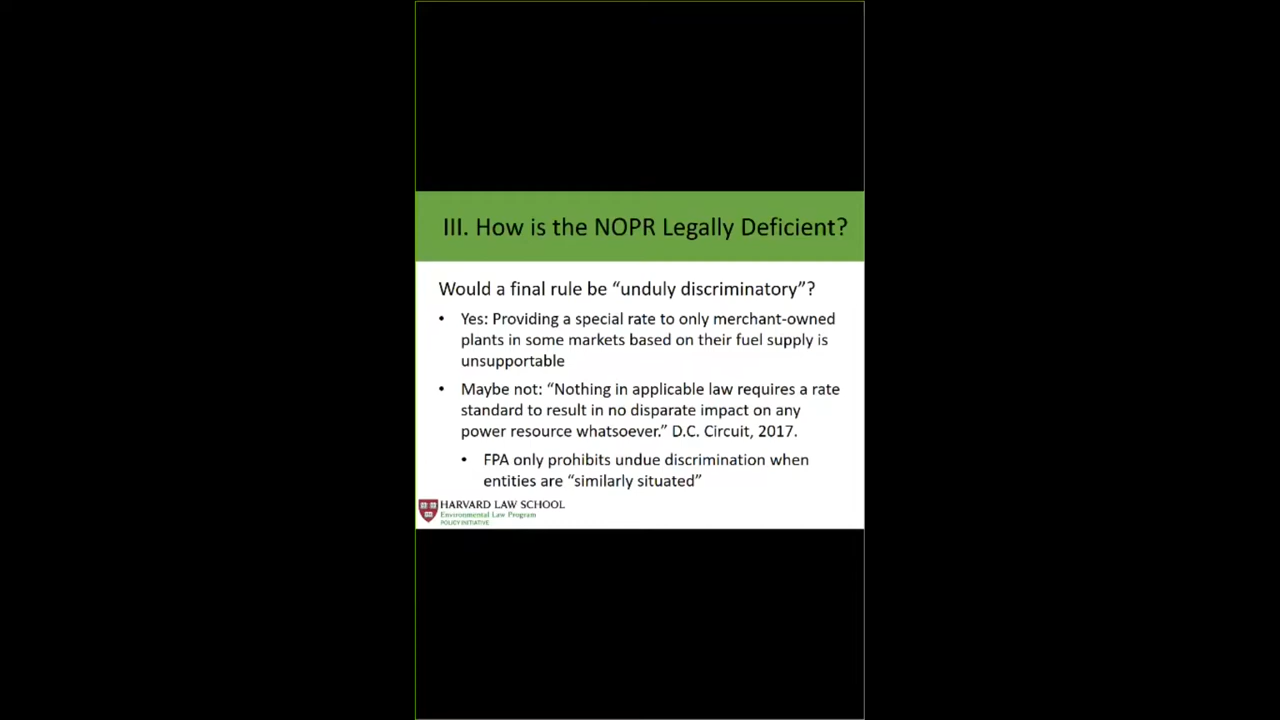 III. How is the NOPR Legally Deficient?
Would a final rule be “unduly discriminatory”?
• Yes: Providing a special rate to only merchant-owned
plants in some markets based on their fuel supply is
unsupportable
• Maybe not: “Nothing in applicable law requires a rate
standard to result in no disparate impact on any
power resource whatsoever.” D.C. Circuit, 2017.
• FPA only prohibits undue discrimination when
entities are “similarly situated”
HARVARD LAW SCHOOL
Environmental Law Program
POLICY INITIATIVE